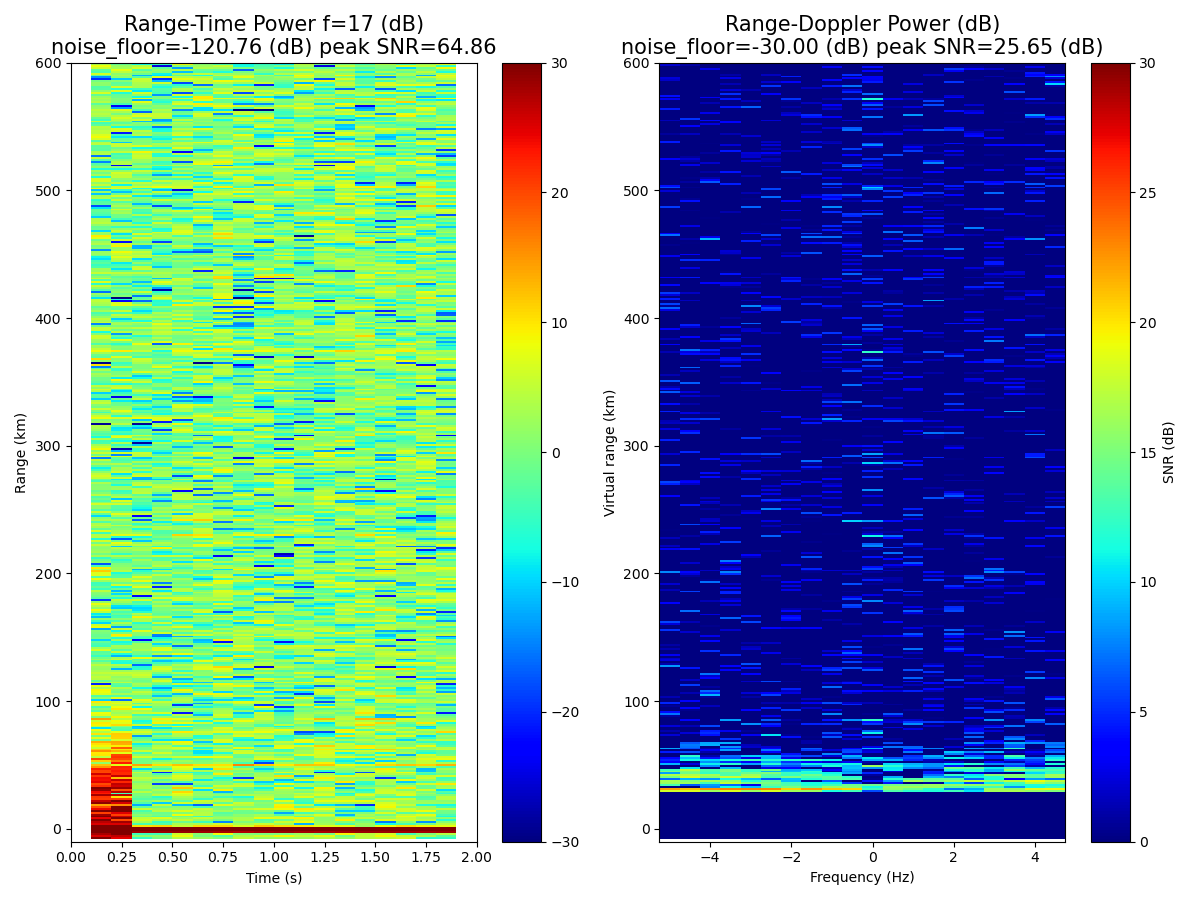 Range-Time Power f=17 (dB)
noise_floor=-120.76 (dB) peak SNR=64.86
600
500
400
300
200
100
0
Range (km)
0.00 0.25 0.50 0.75 1.00 1.25 1.50 1.75 2.00
Time (s)
30
20
10
0
−10
−20
−30
Range-Doppler Power (dB)
noise_floor=-30.00 (dB) peak SNR=25.65 (dB)
600
500
400
300
200
100
0
Virtual range (km)
−4 −2 0 2 4
Frequency (Hz)
30
25
20
15
10
5
0
SNR (dB)